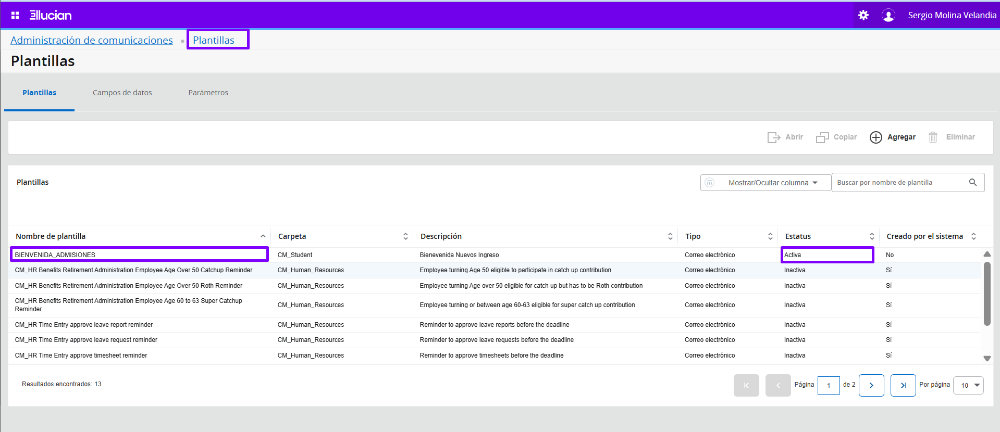 ellucian
Sergio Molina Velandia
Administración de comunicaciones • Plantillas
Plantillas
Plantillas Campos de datos Parámetros
Abrir Copiar Agregar Eliminar
Plantillas Mostrar/Ocultar columna Buscar por nombre de plantilla
Nombre de plantilla Carpeta Descripción Tipo Estatus Creado por el sistema
BIENVENIDA_ADMISIONES CM_Student Bienevenida Nuevos Ingreso Correo electrónico Activa No
CM_HR Benefits Retirement Administration Employee Age Over 50 Catchup Reminder CM_Human_Resources Employee turning Age 50 eligible to participate in catch up contribution Correo electrónico Inactiva Sí
CM_HR Benefits Retirement Administration Employee Age Over 50 Roth Reminder CM_Human_Resources Employee turning Age over 50 eligible for catch up but has to be Roth contribution Correo electrónico Inactiva Sí
CM_HR Benefits Retirement Administration Employee Age 60 to 63 Super Catchup
Reminder CM_Human_Resources Employee turning or between age 60-63 eligible for super catch up contribution Correo electrónico Inactiva Sí
CM_HR Time Entry approve leave report reminder CM_Human_Resources Reminder to approve leave reports before the deadline Correo electrónico Inactiva Sí
CM_HR Time Entry approve leave request reminder CM_Human_Resources Reminder to approve leave requests before the deadline Correo electrónico Inactiva Sí
CM_HR Time Entry approve timesheet reminder CM_Human_Resources Reminder to approve timesheets before the deadline Correo electrónico Inactiva Sí
Resultados encontrados: 13 Página 1 de 2 Por página 10